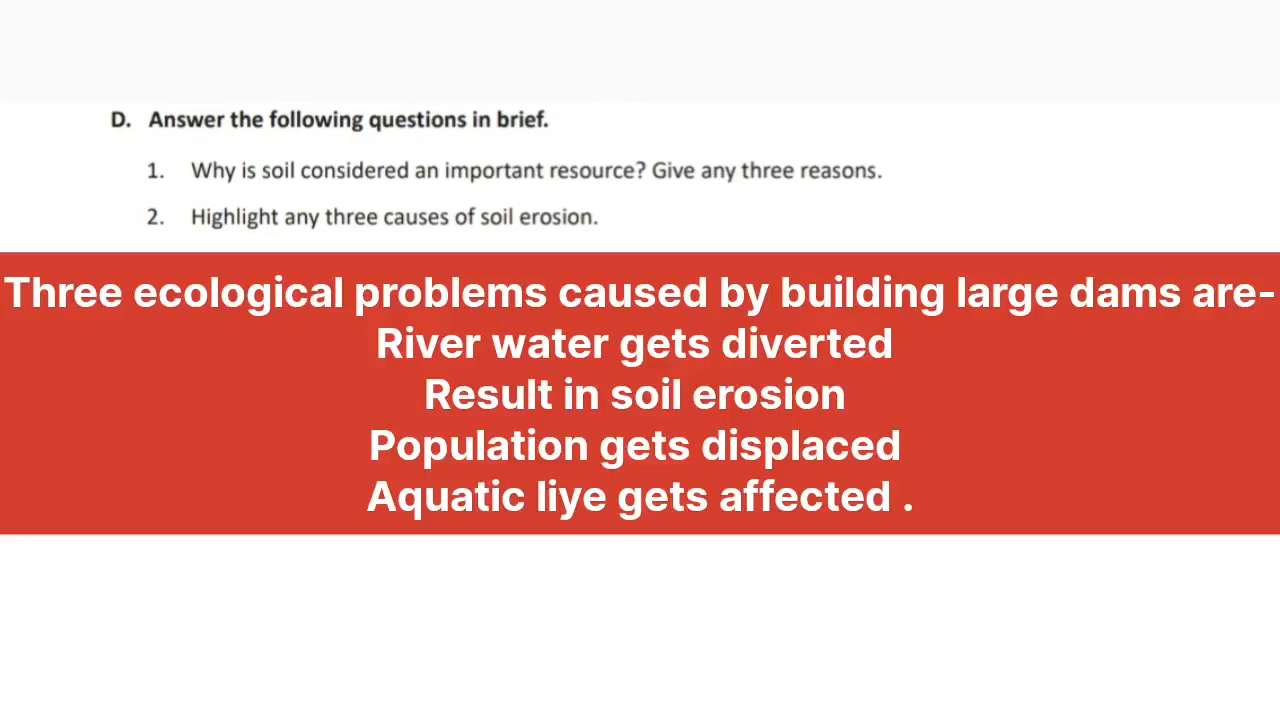 D. Answer the following questions in brief.
1. Why is soil considered an important resource? Give any three reasons.
2. Highlight any three causes of soil erosion.
Three ecological problems caused by building large dams are-
River water gets diverted
Result in soil erosion
Population gets displaced
Aquatic liye gets affected .